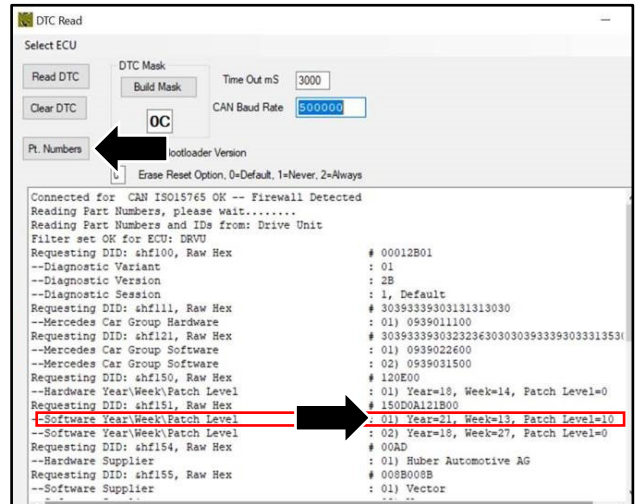 DTC Read
Select ECU
Read DTC
DTC Mask
Build Mask
Time Out mS 3000
Clear DTC
0C
CAN Baud Rate 500000
Pt. Numbers
Bootloader Version
Erase Reset Option, 0=Default, 1=Never, 2=Always
Connected for CAN ISO15765 OK -- Firewall Detected
Reading Part Numbers, please wait........
Reading Part Numbers and IDs from: Drive Unit
Filter set OK for ECU: DRVU
Requesting DID: &hf100, Raw Hex # 00012B01
--Diagnostic Variant : 01
--Diagnostic Version : 2B
--Diagnostic Session : 1, Default
Requesting DID: &hf111, Raw Hex # 30393339303131313030
--Mercedes Car Group Hardware : 01) 0939011100
Requesting DID: &hf121, Raw Hex # 30393339303232363030303933393033313530
--Mercedes Car Group Software : 01) 0939022600
--Mercedes Car Group Software : 02) 0939031500
Requesting DID: &hf150, Raw Hex # 120E00
--Hardware Year\Week\Patch Level : 01) Year=18, Week=14, Patch Level=0
Requesting DID: &hf151, Raw Hex # 150D0A121B00
--Software Year\Week\Patch Level : 01) Year=21, Week=13, Patch Level=10
--Software Year\Week\Patch Level : 02) Year=18, Week=27, Patch Level=0
Requesting DID: &hf154, Raw Hex # 00AD
--Hardware Supplier : 01) Huber Automotive AG
Requesting DID: &hf155, Raw Hex # 008B008B
--Software Supplier : 01) Vector